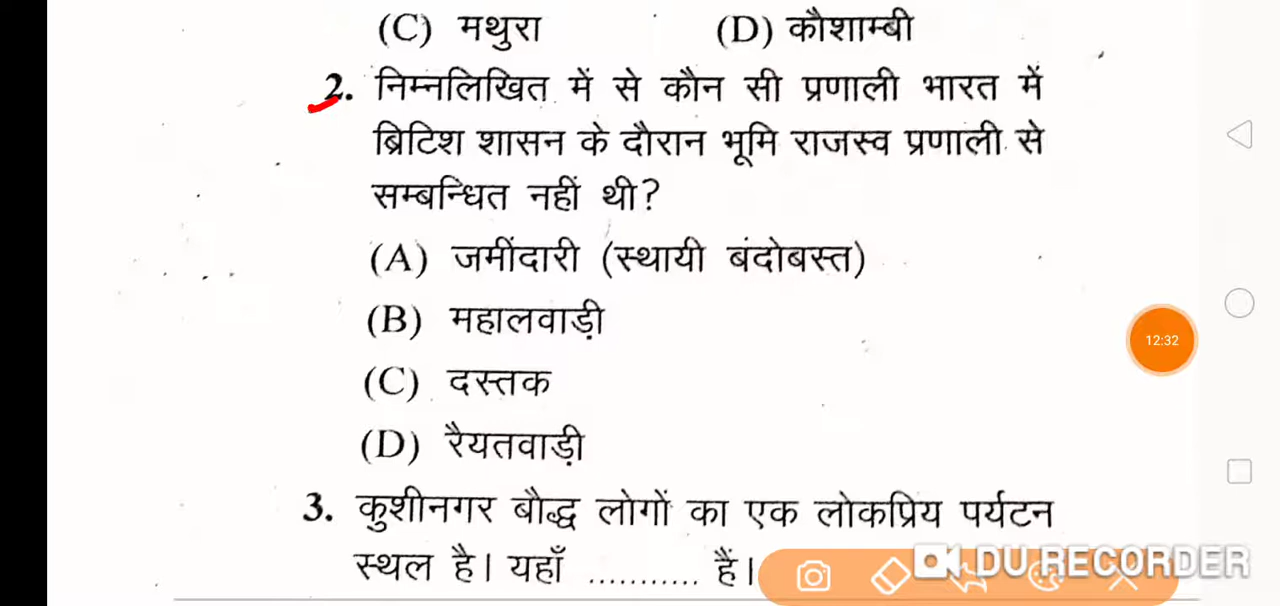 (C) मथुरा (D) कौशाम्बी
2. निम्नलिखित में से कौन सी प्रणाली भारत में
ब्रिटिश शासन के दौरान भूमि राजस्व प्रणाली से
सम्बन्धित नहीं थी?
(A) जमींदारी (स्थायी बंदोबस्त)
(B) महालवाड़ी
12:32
(C) दस्तक
(D) रैयतवाड़ी
3. कुशीनगर बौद्ध लोगों का एक लोकप्रिय पर्यटन
स्थल है। यहाँ ............ हैं।
DU RECORDER